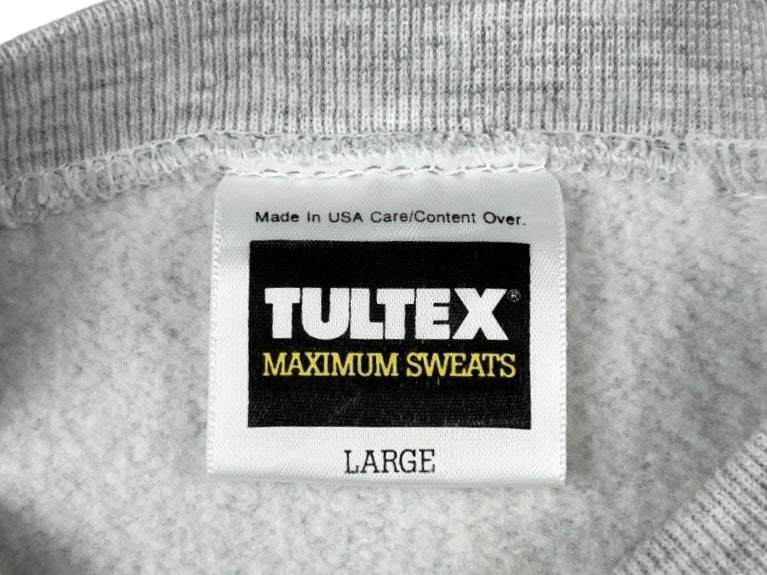 Made In USA Care/Content Over.
TULTEX®
MAXIMUM SWEATS
LARGE